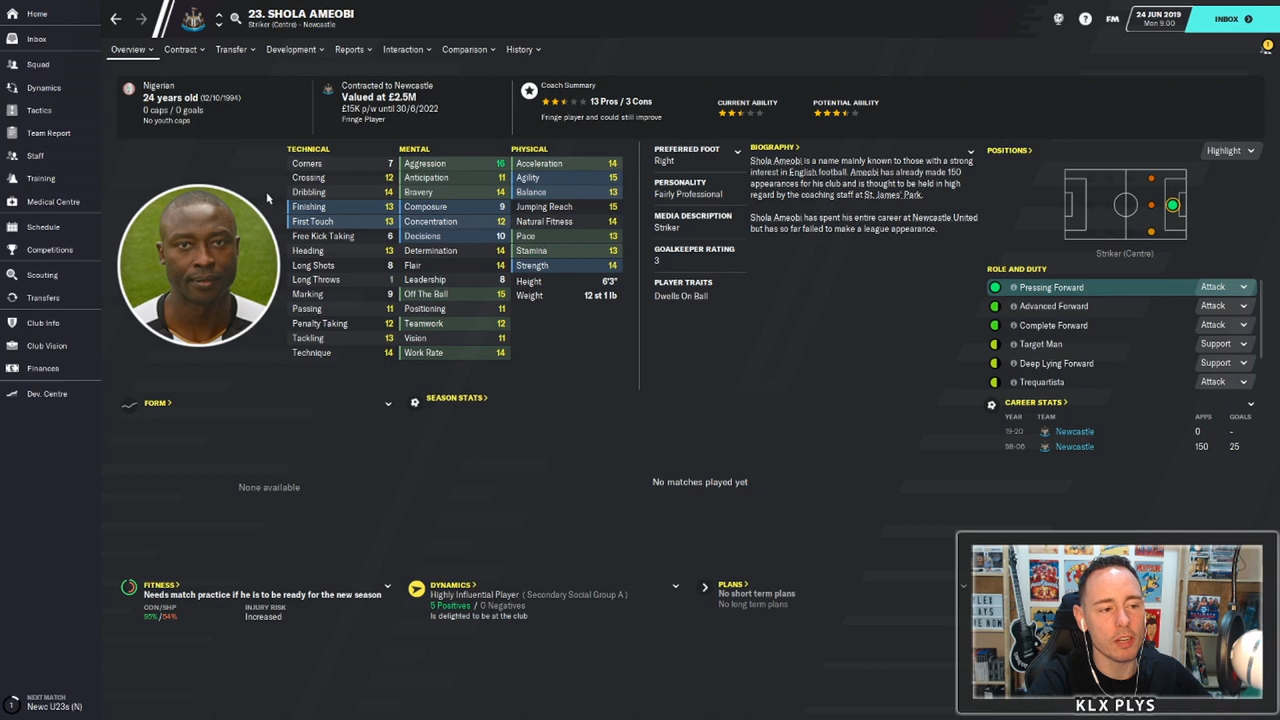 Home
Inbox
Squad
Dynamics
Tactics
Team Report
Staff
Training
Medical Centre
Schedule
Competitions
Scouting
Transfers
Club Info
Club Vision
Finances
Dev. Centre
NEXT MATCH
Newc U23s (N)
23. SHOLA AMEOBI
Striker (Centre) - Newcastle
FM
24 JUN 2019
Mon 9:00
INBOX
Overview
Contract
Transfer
Development
Reports
Interaction
Comparison
History
Nigerian
24 years old (12/10/1994)
0 caps / 0 goals
No youth caps
Contracted to Newcastle
Valued at £2.5M
£15K p/w until 30/6/2022
Fringe Player
Coach Summary
13 Pros / 3 Cons
Fringe player and could still improve
CURRENT ABILITY
POTENTIAL ABILITY
TECHNICAL
Corners 7
Crossing 12
Dribbling 14
Finishing 13
First Touch 13
Free Kick Taking 6
Heading 13
Long Shots 8
Long Throws 1
Marking 9
Passing 11
Penalty Taking 12
Tackling 13
Technique 14
MENTAL
Aggression 16
Anticipation 11
Bravery 14
Composure 9
Concentration 12
Decisions 10
Determination 14
Flair 14
Leadership 8
Off The Ball 15
Positioning 11
Teamwork 12
Vision 11
Work Rate 14
PHYSICAL
Acceleration 14
Agility 15
Balance 13
Jumping Reach 15
Natural Fitness 14
Pace 13
Stamina 13
Strength 14
Height 6'3"
Weight 12 st 1 lb
PREFERRED FOOT
Right
PERSONALITY
Fairly Professional
MEDIA DESCRIPTION
Striker
GOALKEEPER RATING
3
PLAYER TRAITS
Dwells On Ball
BIOGRAPHY
Shola Ameobi is a name mainly known to those with a strong
interest in English football. Ameobi has already made 150
appearances for his club and is thought to be held in high
regard by the coaching staff at St. James' Park.
Shola Ameobi has spent his entire career at Newcastle United
but has so far failed to make a league appearance.
POSITIONS
Highlight
Striker (Centre)
ROLE AND DUTY
Pressing Forward Attack
Advanced Forward Attack
Complete Forward Attack
Target Man Support
Deep Lying Forward Support
Trequartista Attack
CAREER STATS
YEAR TEAM APPS GOALS
19-20 Newcastle 0 -
98-06 Newcastle 150 25
FORM
None available
SEASON STATS
No matches played yet
FITNESS
Needs match practice if he is to be ready for the new season
CON/SHP
95% /54%
INJURY RISK
Increased
DYNAMICS
Highly Influential Player ( Secondary Social Group A )
5 Positives / 0 Negatives
Is delighted to be at the club
PLANS
No short term plans
No long term plans
KLX PLYS